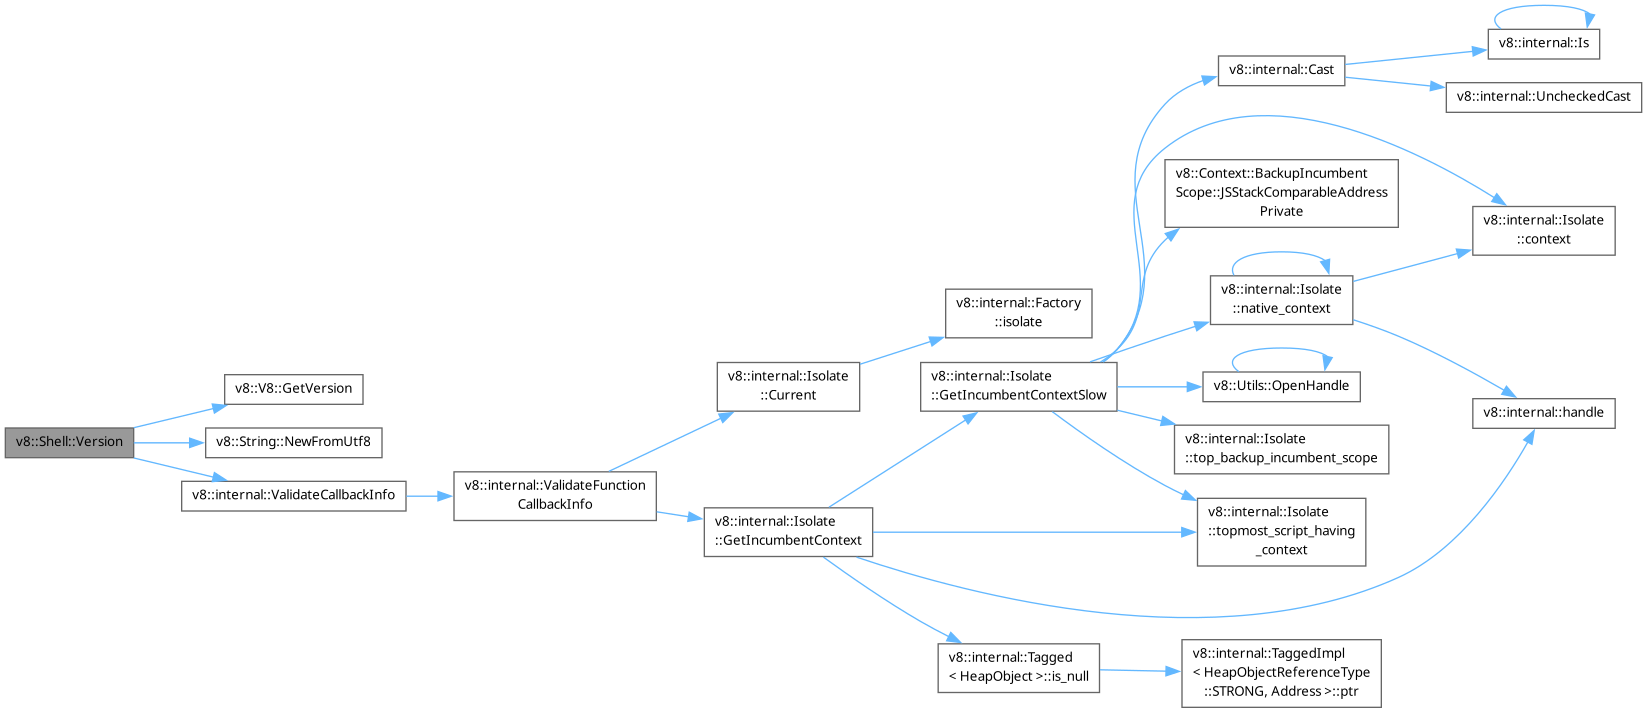 v8::Shell::Version
v8::V8::GetVersion
v8::String::NewFromUtf8
v8::internal::ValidateCallbackInfo
v8::internal::ValidateFunction
CallbackInfo
v8::internal::Isolate
::Current
v8::internal::Isolate
::GetIncumbentContext
v8::internal::Factory
::isolate
v8::internal::Isolate
::GetIncumbentContextSlow
v8::internal::Tagged
< HeapObject >::is_null
v8::internal::Cast
v8::Context::BackupIncumbent
Scope::JSStackComparableAddress
Private
v8::internal::Isolate
::native_context
v8::Utils::OpenHandle
v8::internal::Isolate
::top_backup_incumbent_scope
v8::internal::Isolate
::topmost_script_having
_context
v8::internal::TaggedImpl
< HeapObjectReferenceType
::STRONG, Address >::ptr
v8::internal::Is
v8::internal::UncheckedCast
v8::internal::Isolate
::context
v8::internal::handle